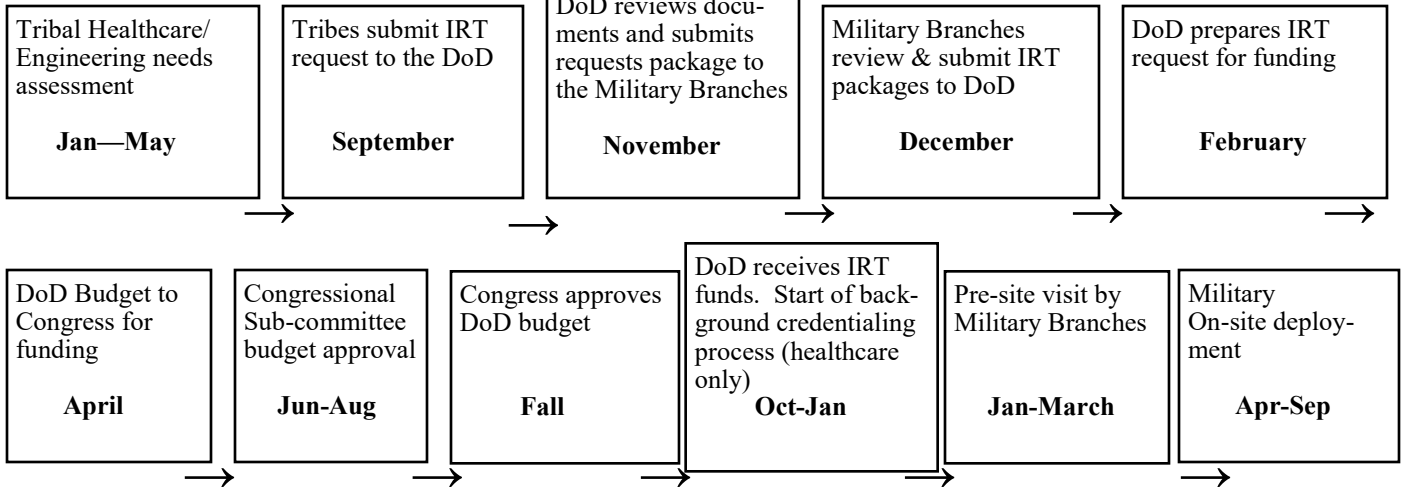 Tribal Healthcare/
Engineering needs
assessment
Jan—May
Tribes submit IRT
request to the DoD
September
DoD reviews docu-
ments and submits
requests package to
the Military Branches
November
Military Branches
review & submit IRT
packages to DoD
December
DoD prepares IRT
request for funding
February
DoD Budget to
Congress for
funding
April
Congressional
Sub-committee
budget approval
Jun-Aug
Congress approves
DoD budget
Fall
DoD receives IRT
funds.  Start of back-
ground credentialing
process (healthcare
only)
Oct-Jan
Pre-site visit by
Military Branches
Jan-March
Military
On-site deploy-
ment
Apr-Sep